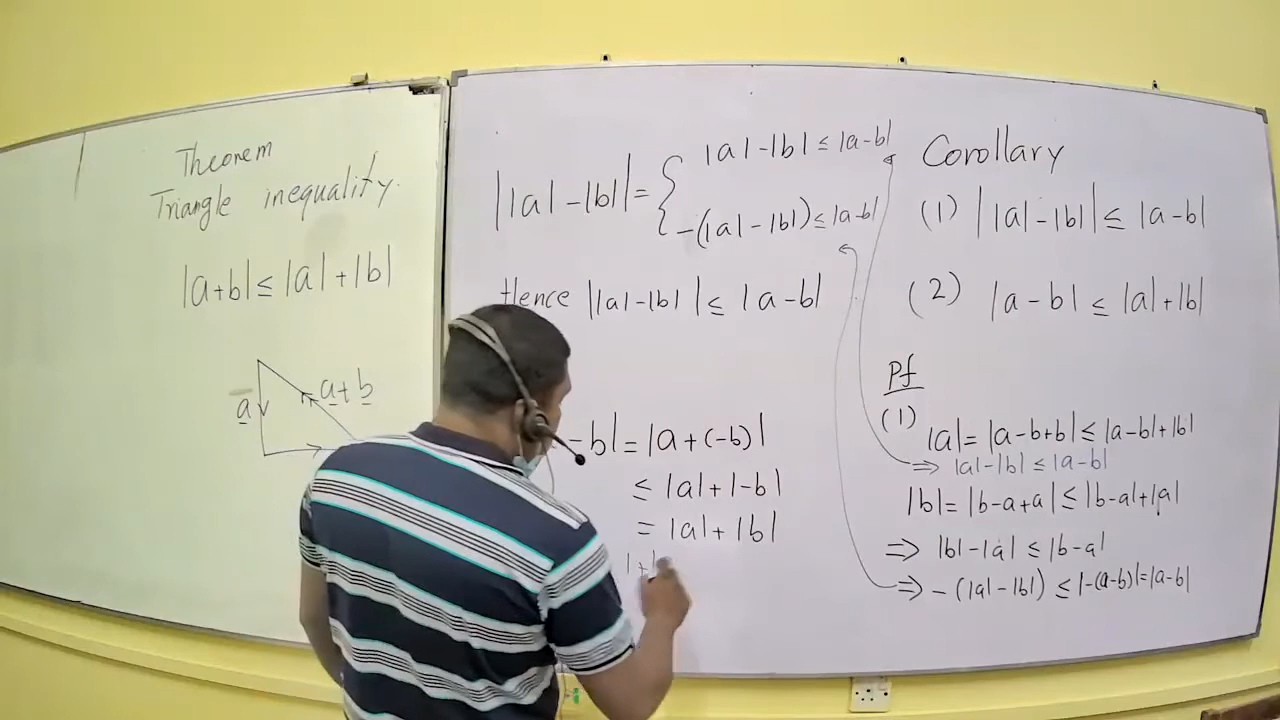 Theorem
Triangle inequality.
|a+b| ≤ |a| + |b|
a
a + b
||a| - |b|| = { |a| - |b| ≤ |a-b|
-(|a| - |b|) ≤ |a-b|
Hence ||a| - |b|| ≤ |a-b|
-b| = |a + (-b)|
≤ |a| + |-b|
= |a| + |b|
Corollary
(1) ||a| - |b|| ≤ |a-b|
(2) |a-b| ≤ |a| + |b|
Pf
(1)
|a| = |a-b+b| ≤ |a-b| + |b|
⇒ |a| - |b| ≤ |a-b|
|b| = |b-a+a| ≤ |b-a| + |a|
⇒ |b| - |a| ≤ |b-a|
⇒ -(|a| - |b|) ≤ |-(a-b)| = |a-b|